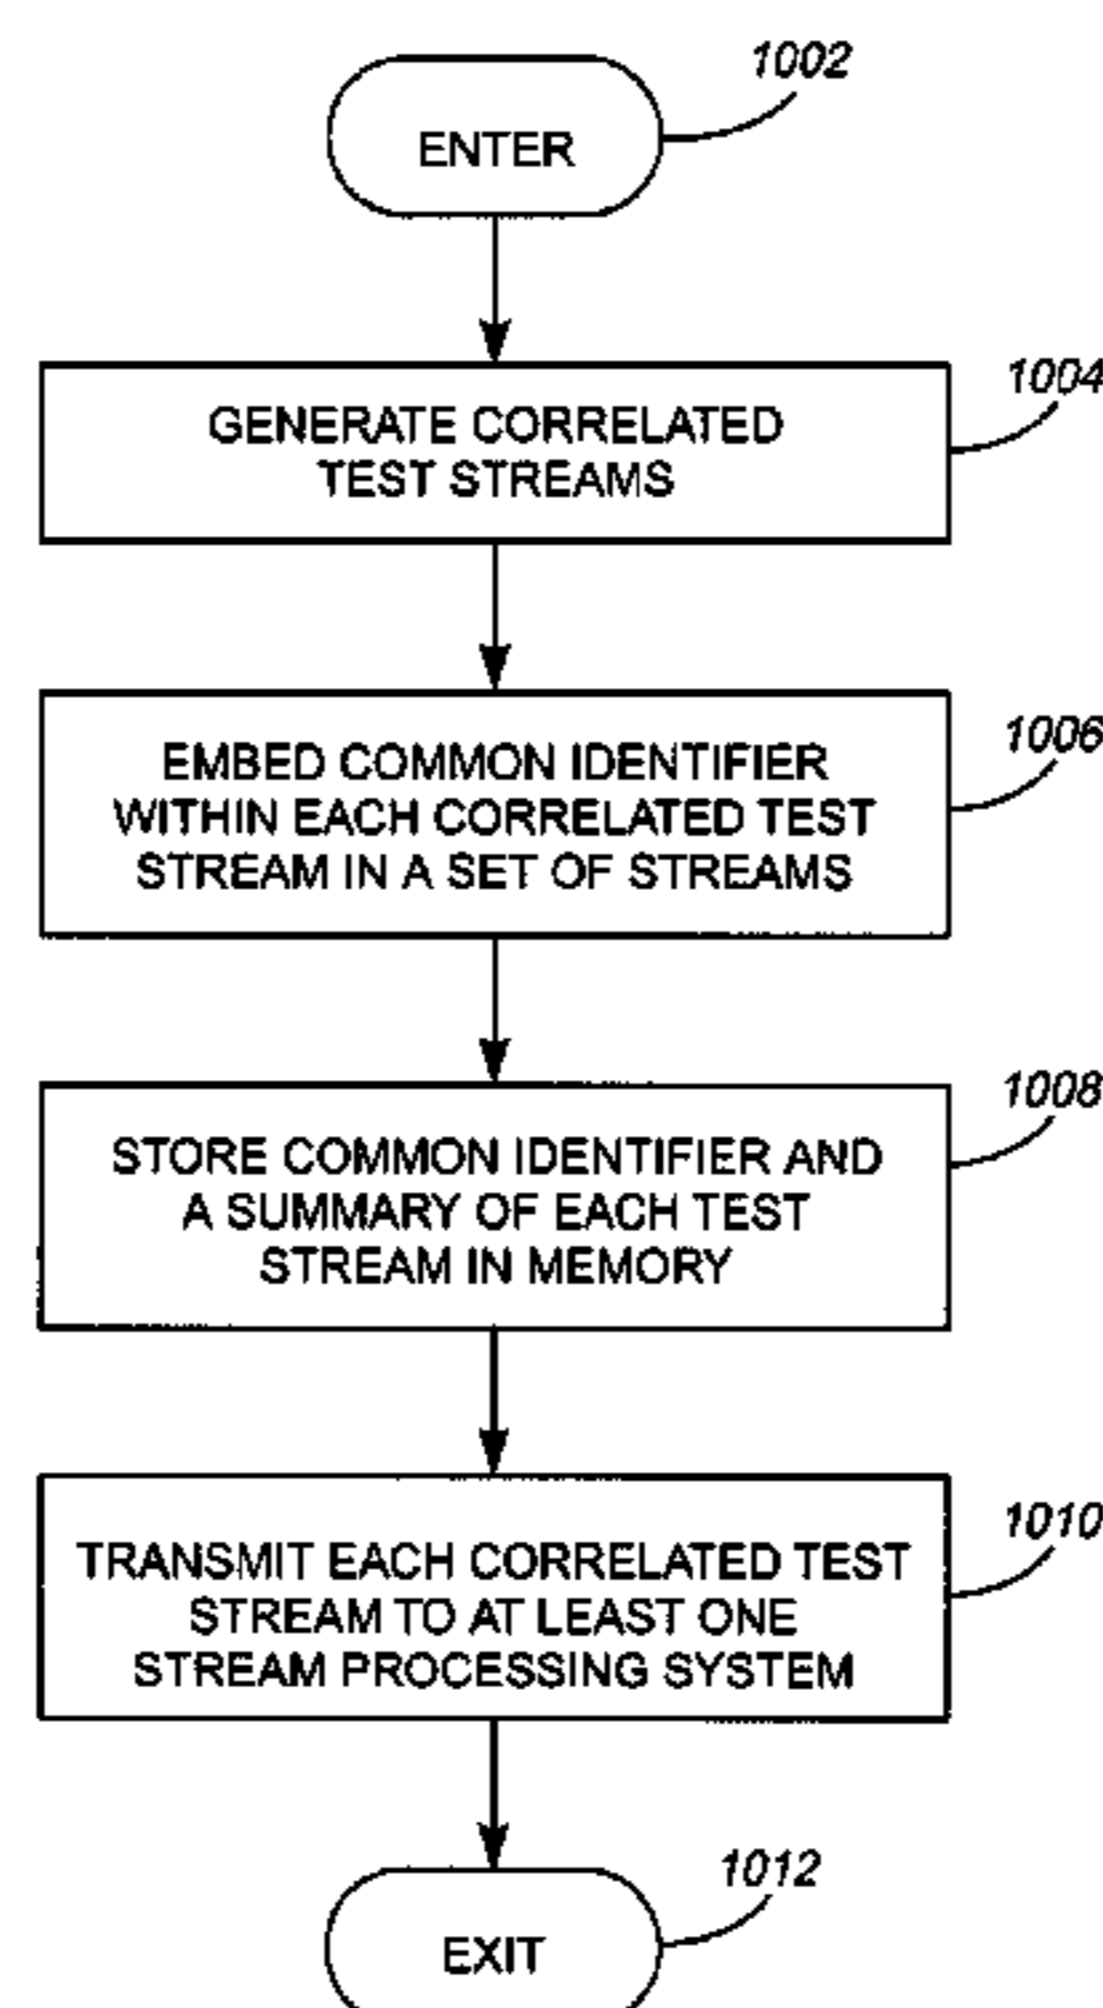 1002
ENTER
1004
GENERATE CORRELATED
TEST STREAMS
1006
EMBED COMMON IDENTIFIER
WITHIN EACH CORRELATED TEST
STREAM IN A SET OF STREAMS
1008
STORE COMMON IDENTIFIER AND
A SUMMARY OF EACH TEST
STREAM IN MEMORY
1010
TRANSMIT EACH CORRELATED TEST
STREAM TO AT LEAST ONE
STREAM PROCESSING SYSTEM
1012
EXIT